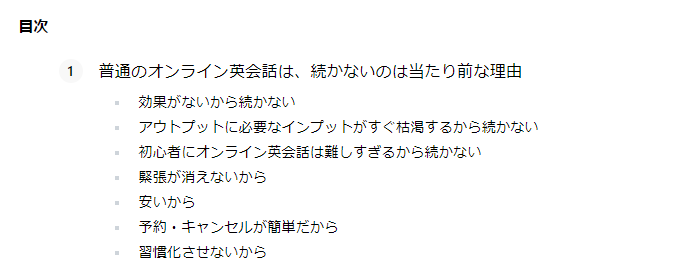 目次
1 普通のオンライン英会話は、続かないのは当たり前な理由
効果がないから続かない
アウトプットに必要なインプットがすぐ枯渇するから続かない
初心者にオンライン英会話は難しすぎるから続かない
緊張が消えないから
安いから
予約・キャンセルが簡単だから
習慣化させないから